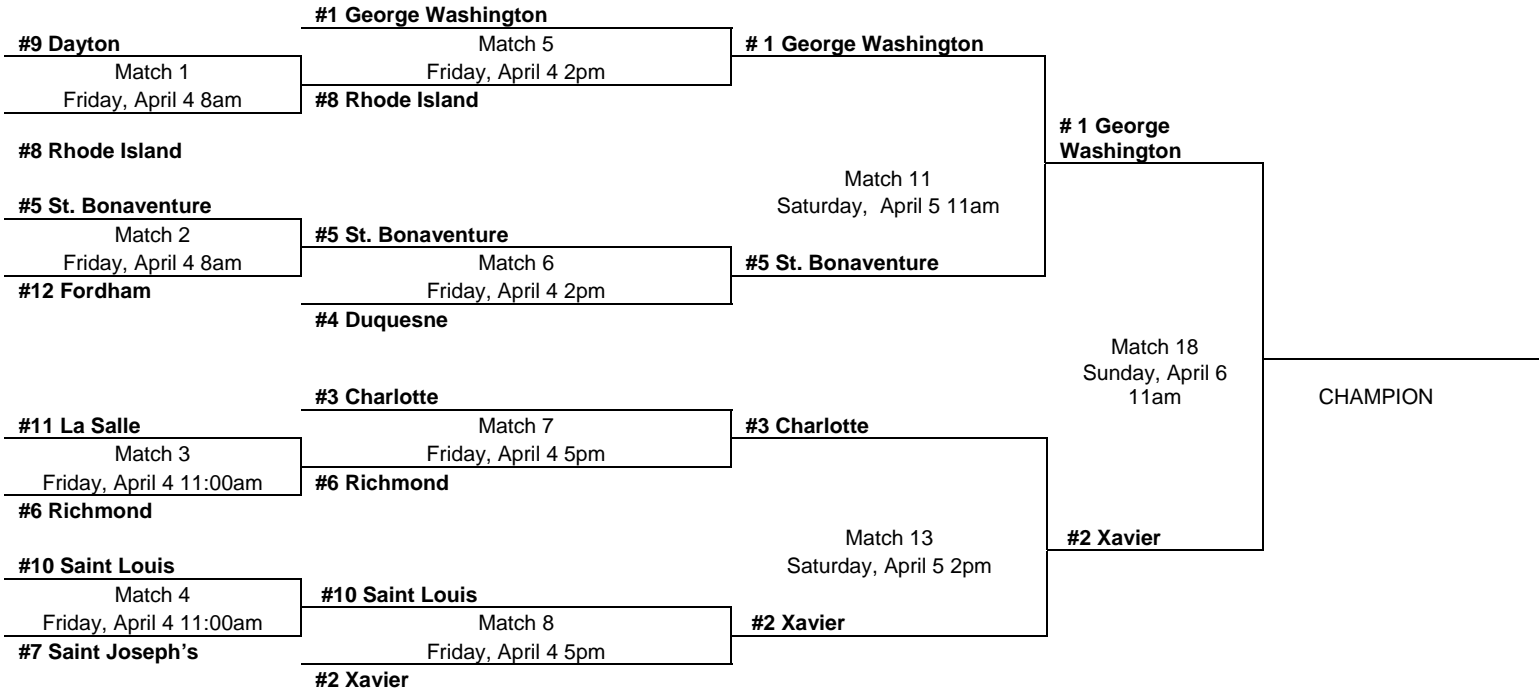 #1 George Washington
#9 Dayton
Match 5
# 1 George Washington
Match 1
Friday, April 4 2pm
Friday, April 4 8am
#8 Rhode Island
# 1 George
Washington
#8 Rhode Island
Match 11
Saturday, April 5 11am
#5 St. Bonaventure
Match 2
#5 St. Bonaventure
Friday, April 4 8am
Match 6
#5 St. Bonaventure
#12 Fordham
Friday, April 4 2pm
#4 Duquesne
Match 18
Sunday, April 6
11am
CHAMPION
#3 Charlotte
#11 La Salle
Match 7
#3 Charlotte
Match 3
Friday, April 4 5pm
Friday, April 4 11:00am
#6 Richmond
#6 Richmond
Match 13
#2 Xavier
Saturday, April 5 2pm
#10 Saint Louis
Match 4
#10 Saint Louis
Friday, April 4 11:00am
Match 8
#2 Xavier
#7 Saint Joseph’s
Friday, April 4 5pm
#2 Xavier